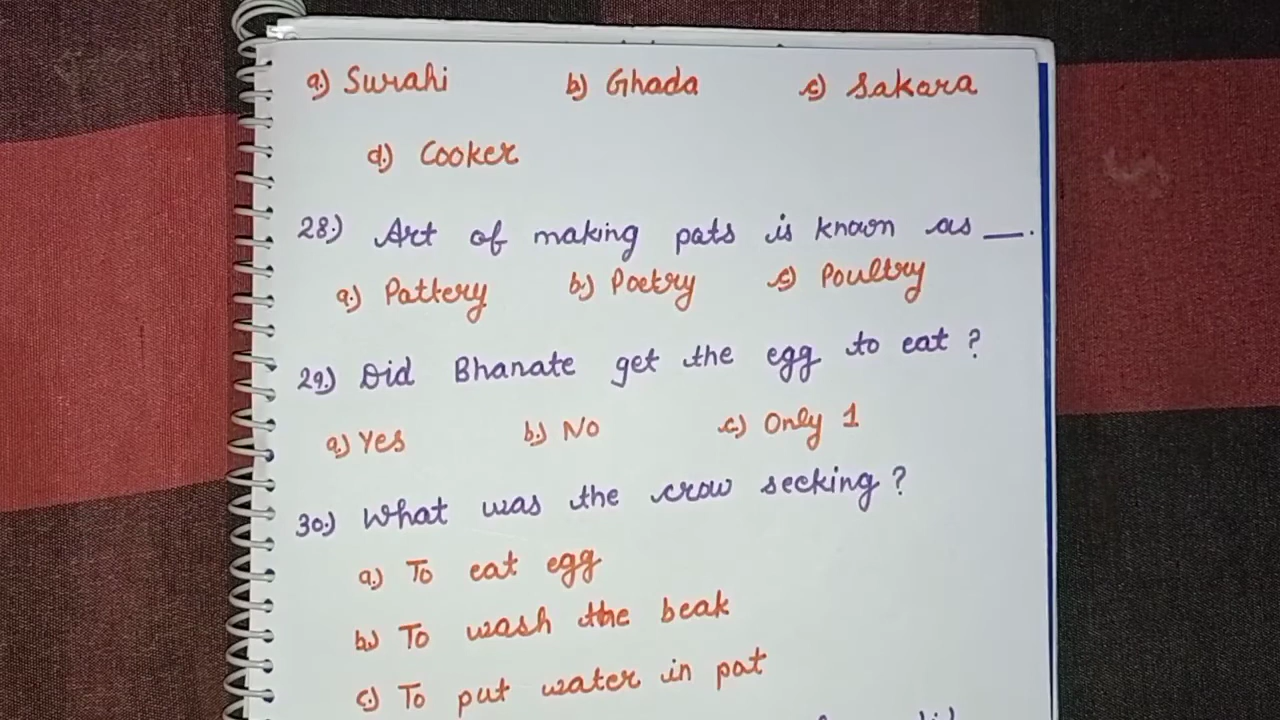 a.) Surahi b.) Ghada c.) Sakora
d.) Cooker
28.) Art of making pots is known as __.
a.) Pottery b.) Poetry c.) Poultry
29.) Did Bhanate get the egg to eat ?
a.) Yes b.) No c.) Only 1
30.) What was the crow seeking ?
a.) To eat egg
b.) To wash the beak
c.) To put water in pot